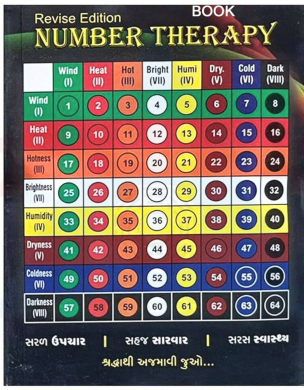 Revise Edition BOOK
NUMBER THERAPY
Wind Heat Hot Bright Humi Dry. Cold Dark
(I) (II) (III) (VII) (IV) (V) (VI) (VIII)
Wind (I) 1 2 3 4 5 6 7 8
Heat (II) 9 10 11 12 13 14 15 16
Hotness (III) 17 18 19 20 21 22 23 24
Brightness (VII) 25 26 27 28 29 30 31 32
Humidity (IV) 33 34 35 36 37 38 39 40
Dryness (V) 41 42 43 44 45 46 47 48
Coldness (VI) 49 50 51 52 53 54 55 56
Darkness (VIII) 57 58 59 60 61 62 63 64
સરળ ઉપચાર | સહજ સારવાર | સરસ સ્વાસ્થ્ય
શ્રદ્ધાથી અજમાવી જુઓ...